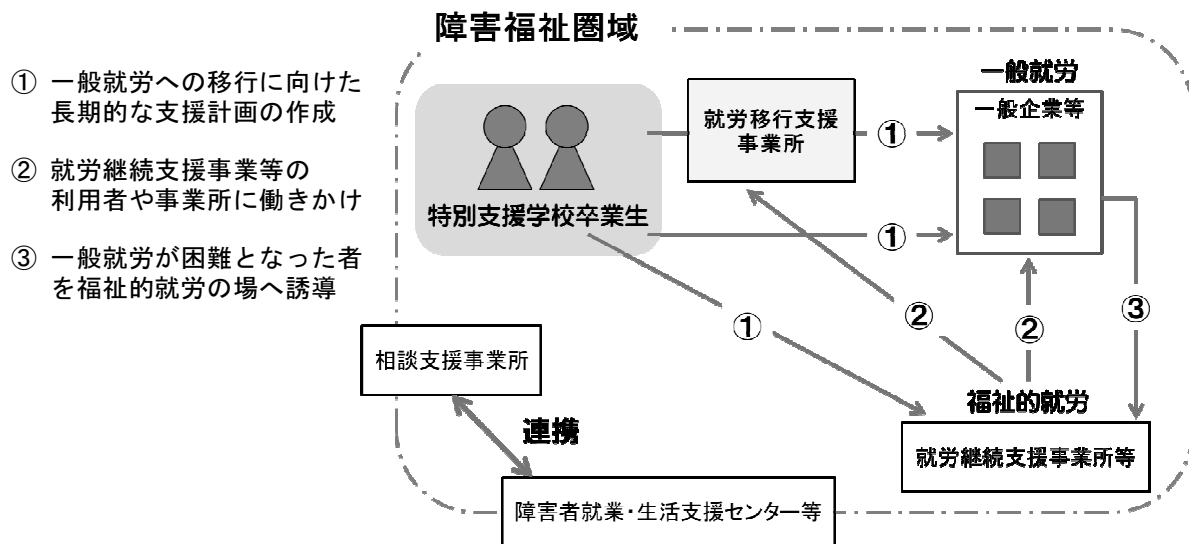 障害福祉圏域
① 一般就労への移行に向けた
長期的な支援計画の作成
② 就労継続支援事業等の
利用者や事業所に働きかけ
③ 一般就労が困難となった者
を福祉的就労の場へ誘導
特別支援学校卒業生
就労移行支援
事業所
①
一般就労
一般企業等
①
①
②
②
③
相談支援事業所
連携
福祉的就労
就労継続支援事業所等
障害者就業・生活支援センター等